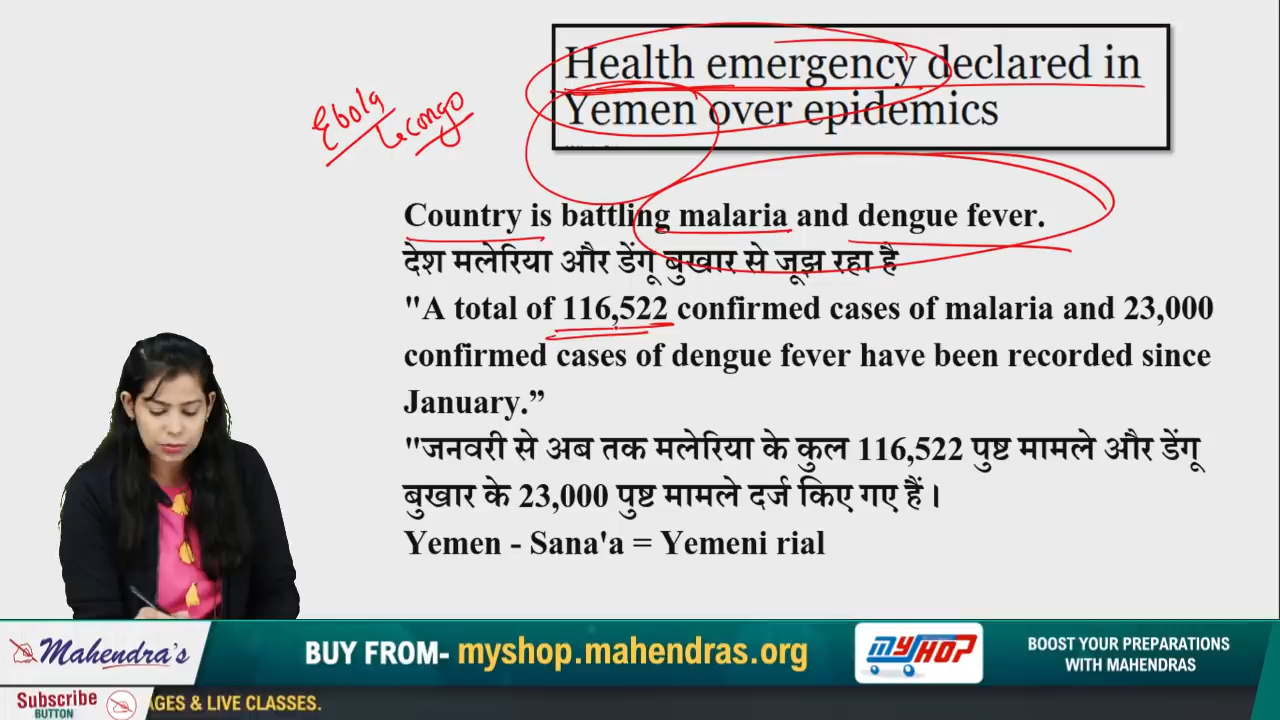 Health emergency declared in
Yemen over epidemics
Ebola
congo
Country is battling malaria and dengue fever.
देश मलेरिया और डेंगू बुखार से जूझ रहा है
"A total of 116,522 confirmed cases of malaria and 23,000
confirmed cases of dengue fever have been recorded since
January.”
"जनवरी से अब तक मलेरिया के कुल 116,522 पुष्ट मामले और डेंगू
बुखार के 23,000 पुष्ट मामले दर्ज किए गए हैं।
Yemen - Sana'a = Yemeni rial
Mahendra's
BUY FROM- myshop.mahendras.org
MYSHOP
BOOST YOUR PREPARATIONS
WITH MAHENDRAS
Subscribe
BUTTON
AGES & LIVE CLASSES.